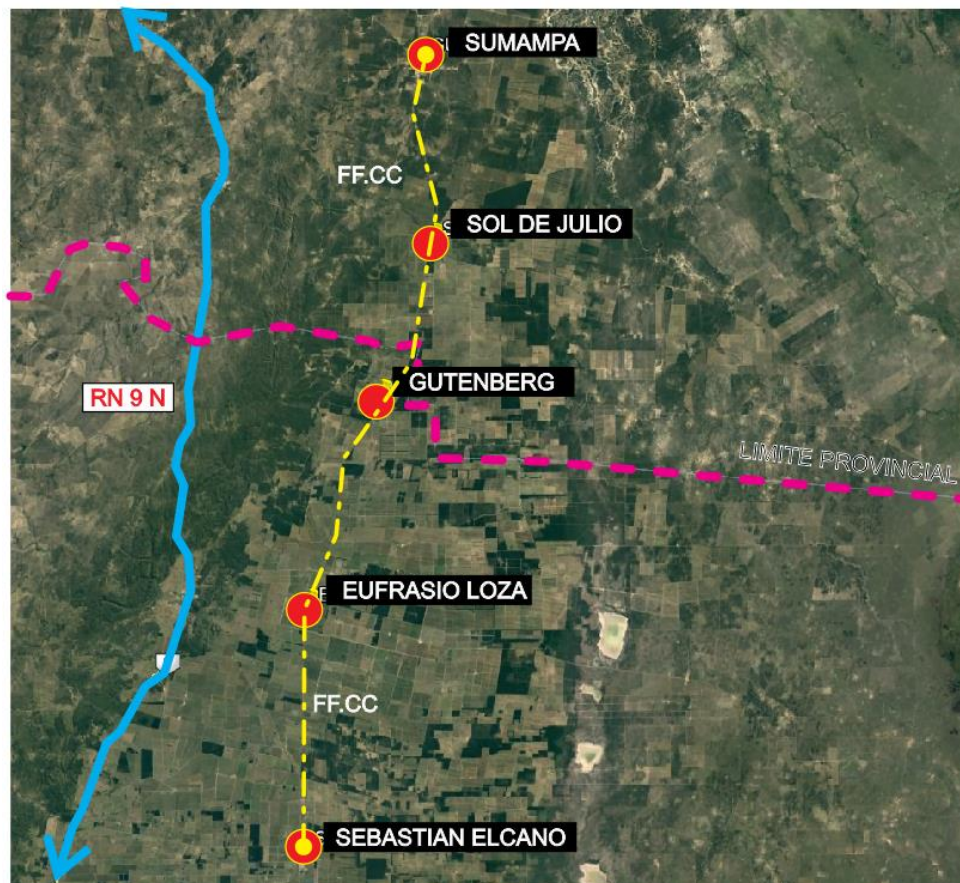 SUMAMPA
FF.CC
SOL DE JULIO
GUTENBERG
RN 9 N
LIMITE PROVINCIAL
EUFRASIO LOZA
FF.CC
SEBASTIAN ELCANO